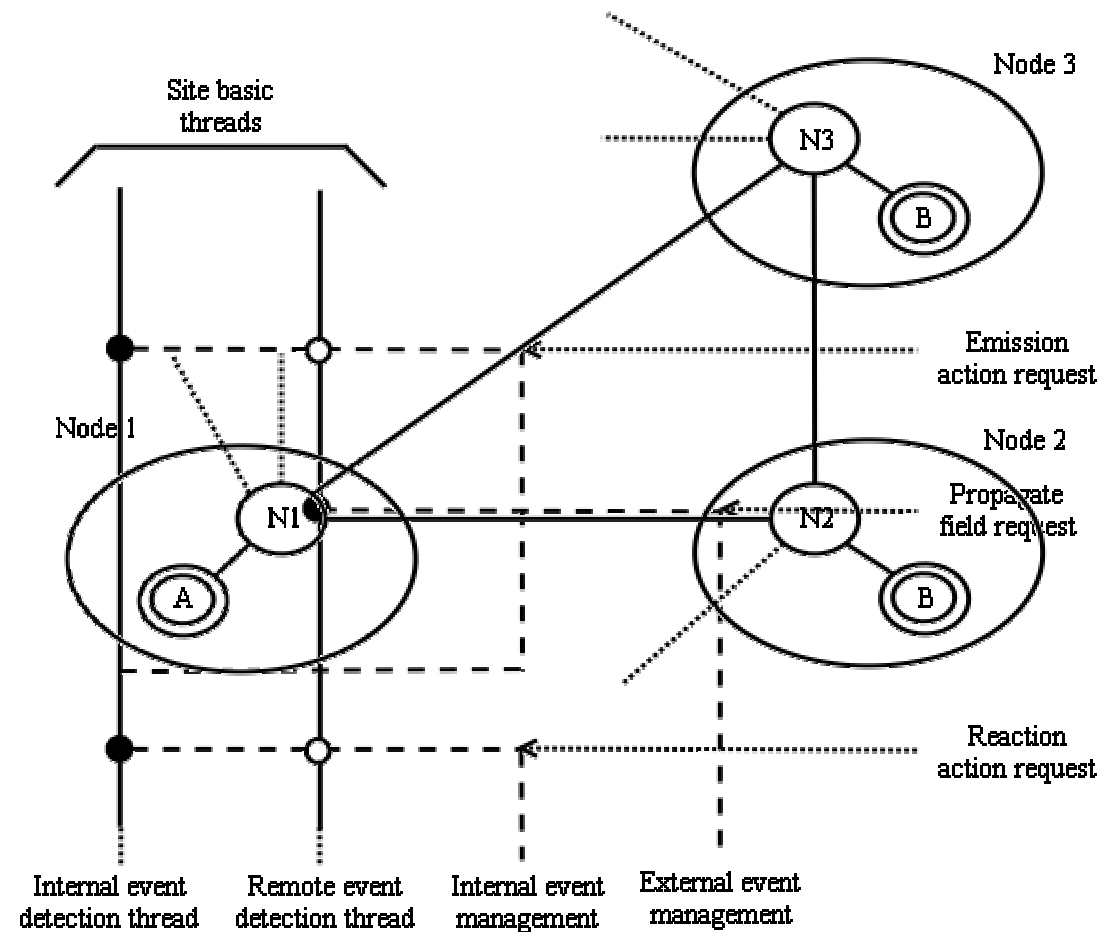 Node 3
Site basic
threads
N3
B
Emission
action request
Node 1
Node 2
Propagate
field request
N1
N2
A
B
Reaction
action request
Internal event
detection thread
Remote event
detection thread
Internal event
management
External event
management